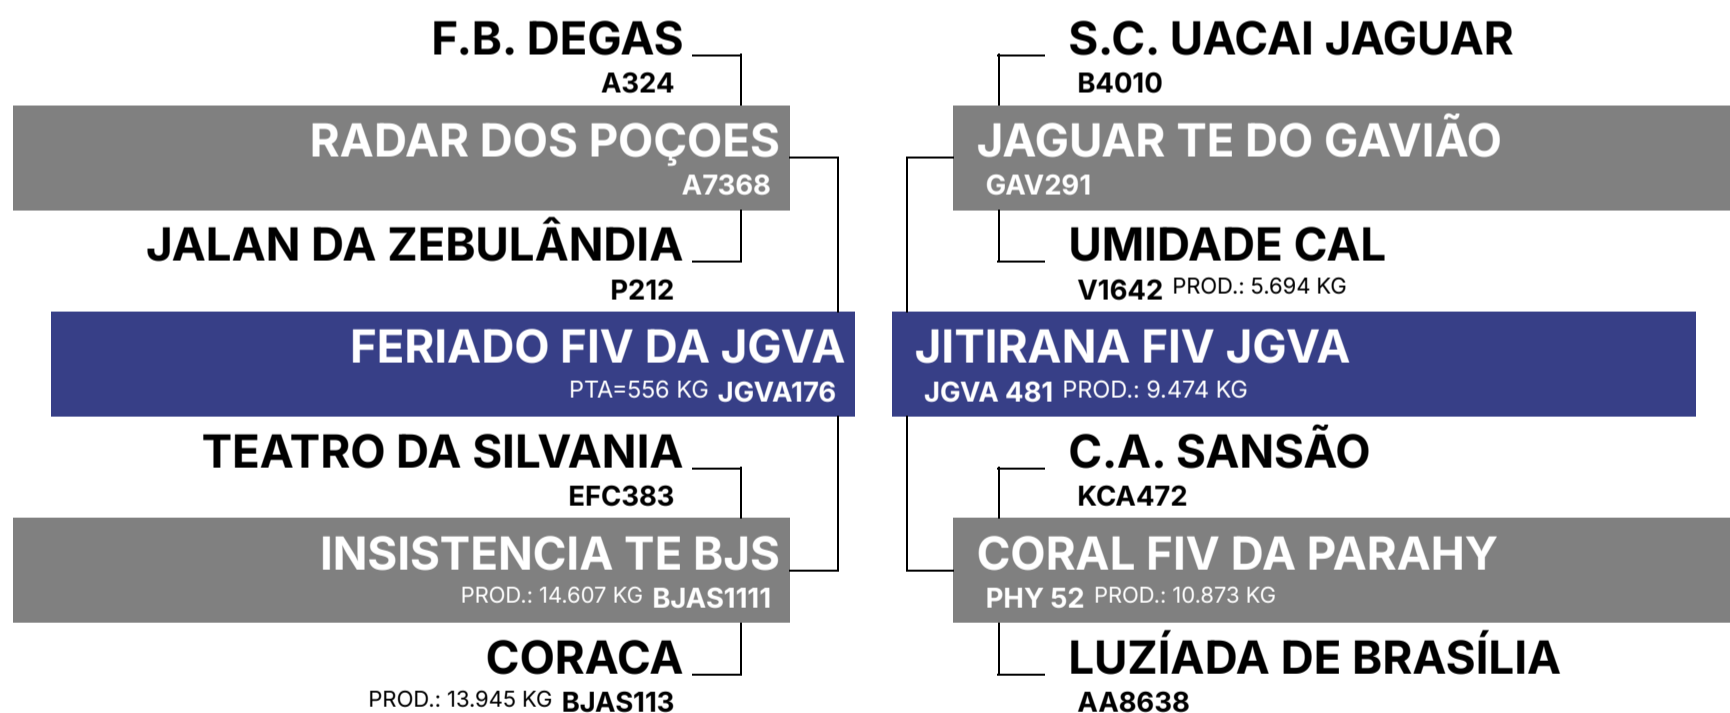 F.B. DEGAS
A324
RADAR DOS POÇOES
A7368
JALAN DA ZEBULÂNDIA
P212
FERIADO FIV DA JGVA
PTA=556 KG JGVA176
TEATRO DA SILVANIA
EFC383
INSISTENCIA TE BJS
PROD.: 14.607 KG BJAS1111
CORACA
PROD.: 13.945 KG BJAS113
S.C. UACAI JAGUAR
B4010
JAGUAR TE DO GAVIÃO
GAV291
UMIDADE CAL
V1642 PROD.: 5.694 KG
JITIRANA FIV JGVA
JGVA 481 PROD.: 9.474 KG
C.A. SANSÃO
KCA472
CORAL FIV DA PARAHY
PHY 52 PROD.: 10.873 KG
LUZÍADA DE BRASÍLIA
AA8638